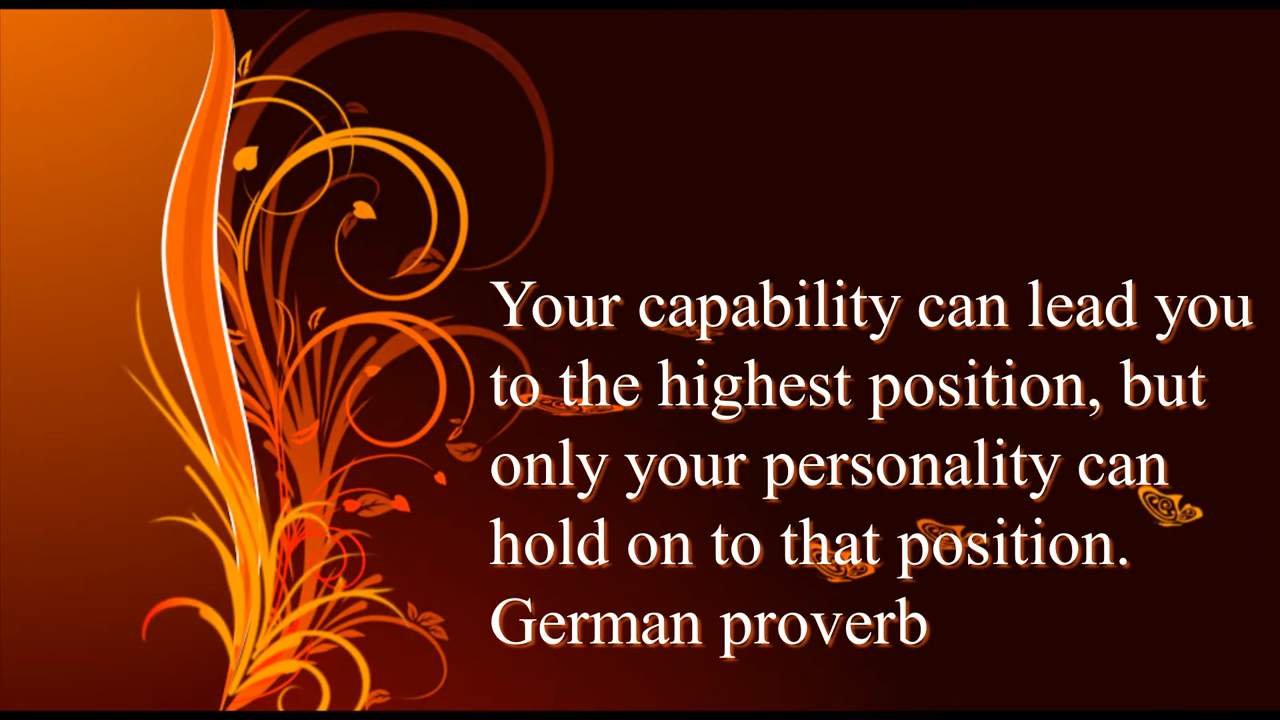 Your capability can lead you
to the highest position, but
only your personality can
hold on to that position.
German proverb